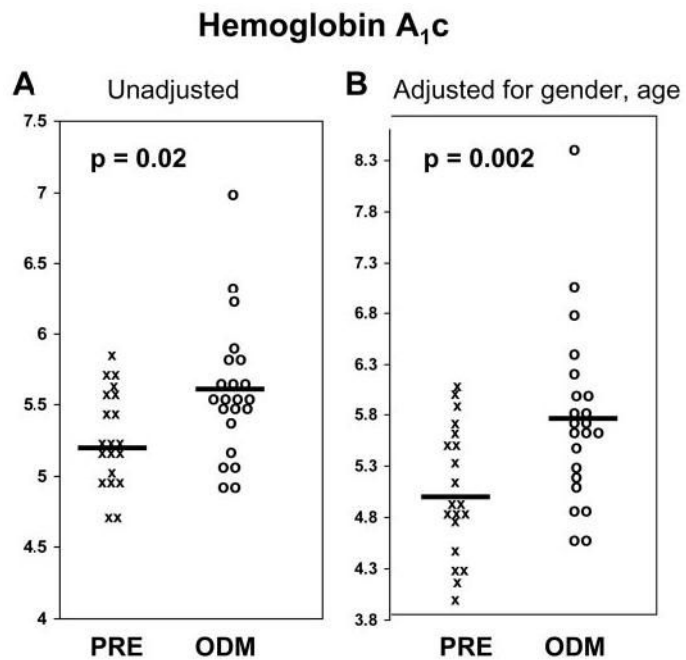 Hemoglobin A₁c
A Unadjusted
B Adjusted for gender, age
p = 0.02
7.5
7
6.5
6
5.5
5
4.5
4
PRE ODM
p = 0.002
8.3
7.8
7.3
6.8
6.3
5.8
5.3
4.8
4.3
3.8
PRE ODM